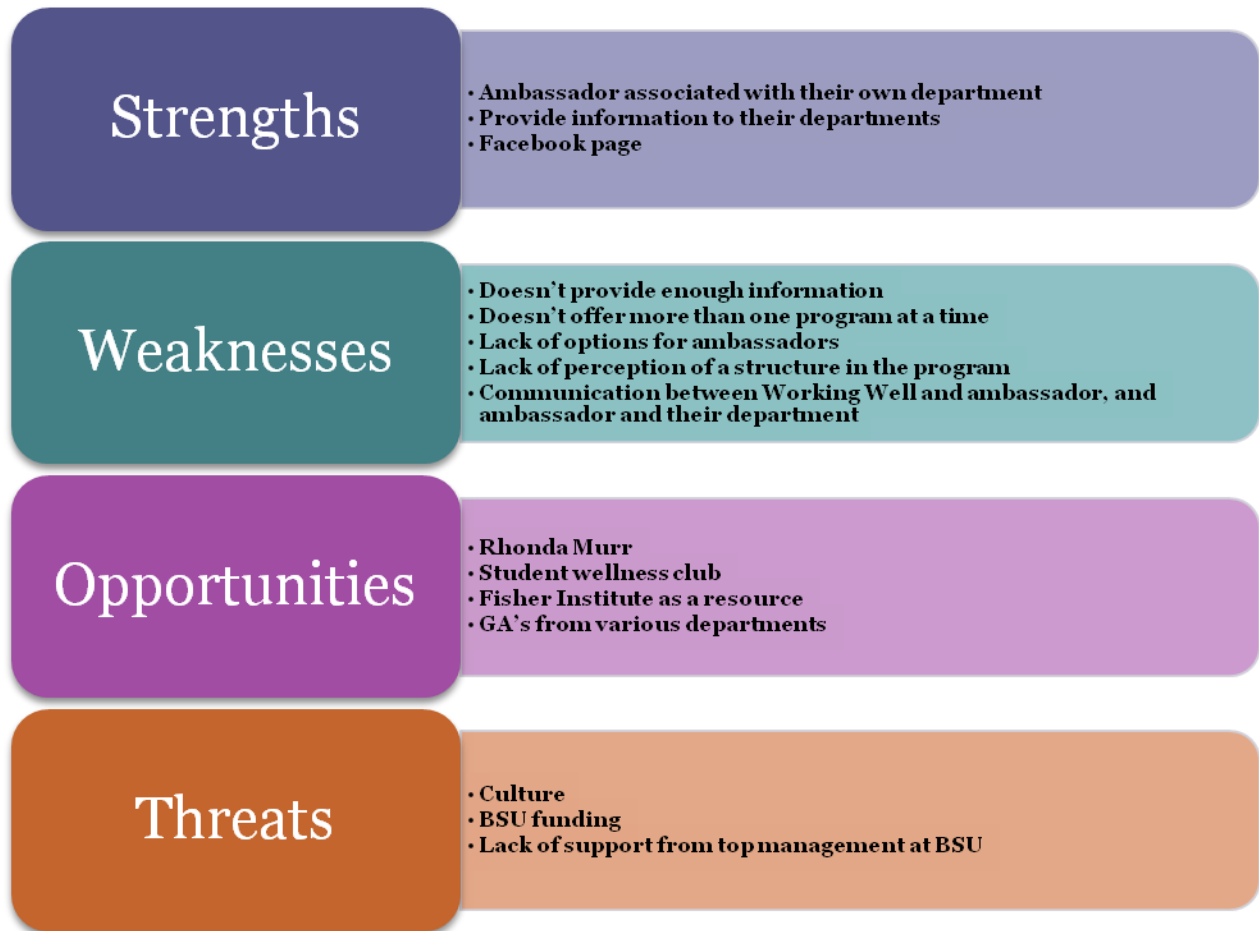 Strengths
• Ambassador associated with their own department
• Provide information to their departments
• Facebook page
Weaknesses
• Doesn't provide enough information
• Doesn't offer more than one program at a time
• Lack of options for ambassadors
• Lack of perception of a structure in the program
• Communication between Working Well and ambassador, and
ambassador and their department
Opportunities
• Rhonda Murr
• Student wellness club
• Fisher Institute as a resource
• GA's from various departments
Threats
• Culture
• BSU funding
• Lack of support from top management at BSU